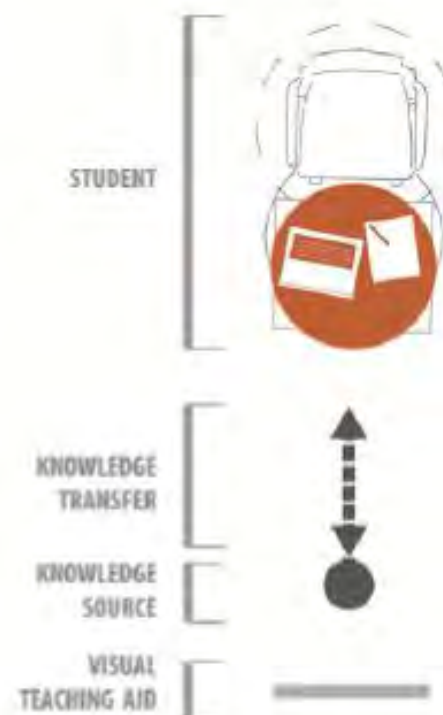 STUDENT
KNOWLEDGE
TRANSFER
KNOWLEDGE
SOURCE
VISUAL
TEACHING AID